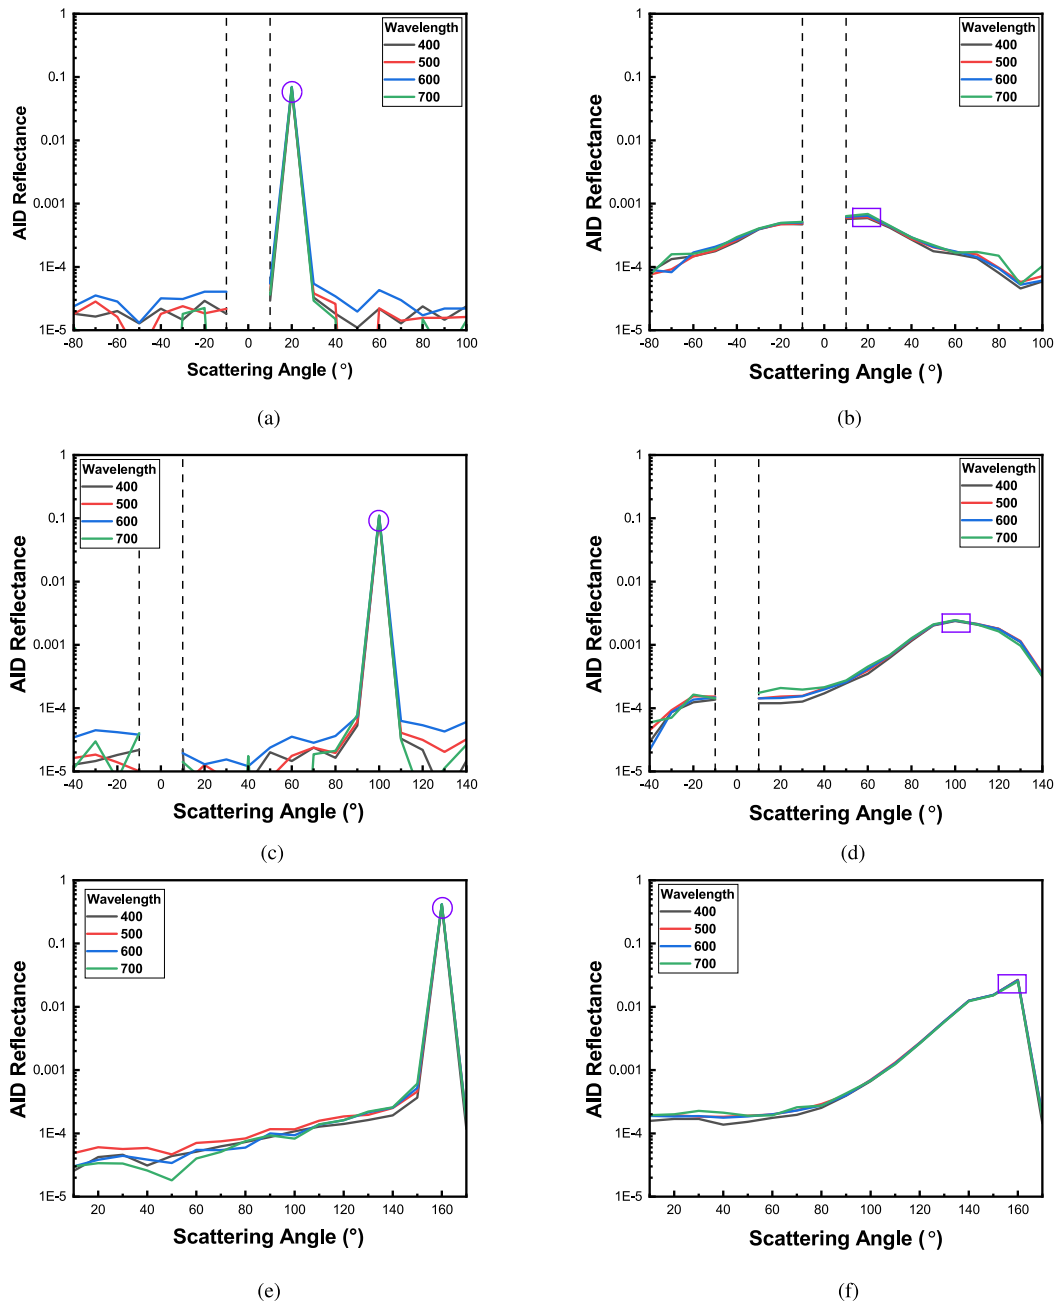 Wavelength
400
500
600
700
1
0.1
0.01
0.001
1E-4
1E-5
AID Reflectance
-80 -60 -40 -20 0 20 40 60 80 100
Scattering Angle (°)
(a)
Wavelength
400
500
600
700
1
0.1
0.01
0.001
1E-4
1E-5
AID Reflectance
-80 -60 -40 -20 0 20 40 60 80 100
Scattering Angle (°)
(b)
Wavelength
400
500
600
700
1
0.1
0.01
0.001
1E-4
1E-5
AID Reflectance
-40 -20 0 20 40 60 80 100 120 140
Scattering Angle (°)
(c)
Wavelength
400
500
600
700
1
0.1
0.01
0.001
1E-4
1E-5
AID Reflectance
-40 -20 0 20 40 60 80 100 120 140
Scattering Angle (°)
(d)
Wavelength
400
500
600
700
1
0.1
0.01
0.001
1E-4
1E-5
AID Reflectance
20 40 60 80 100 120 140 160
Scattering Angle (°)
(e)
Wavelength
400
500
600
700
1
0.1
0.01
0.001
1E-4
1E-5
AID Reflectance
20 40 60 80 100 120 140 160
Scattering Angle (°)
(f)